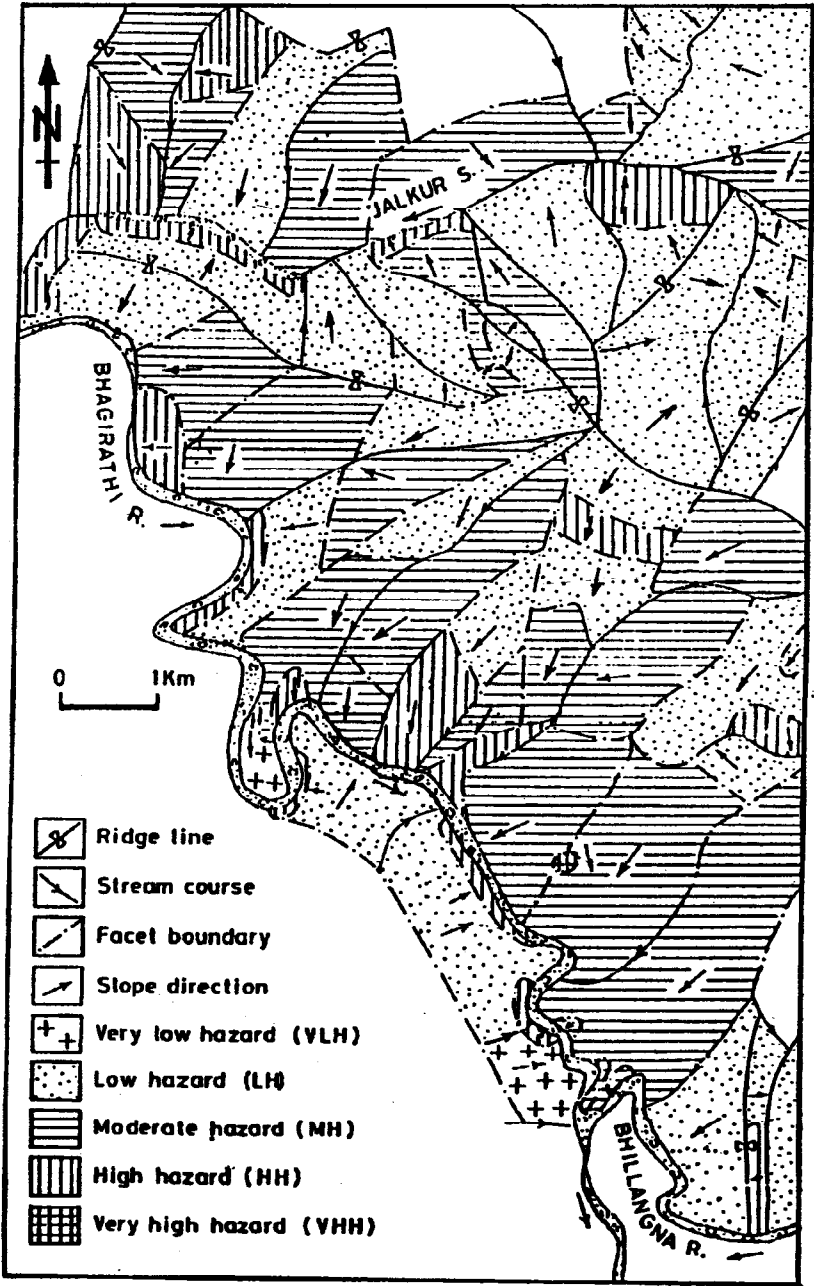 N
JALKUR S.
BHAGIRATHI R.
0 1Km
Ridge line
Stream course
Facet boundary
Slope direction
Very low hazard (VLH)
Low hazard (LH)
Moderate hazard (MH)
High hazard (HH)
Very high hazard (VHH)
BHILLANGNA R.